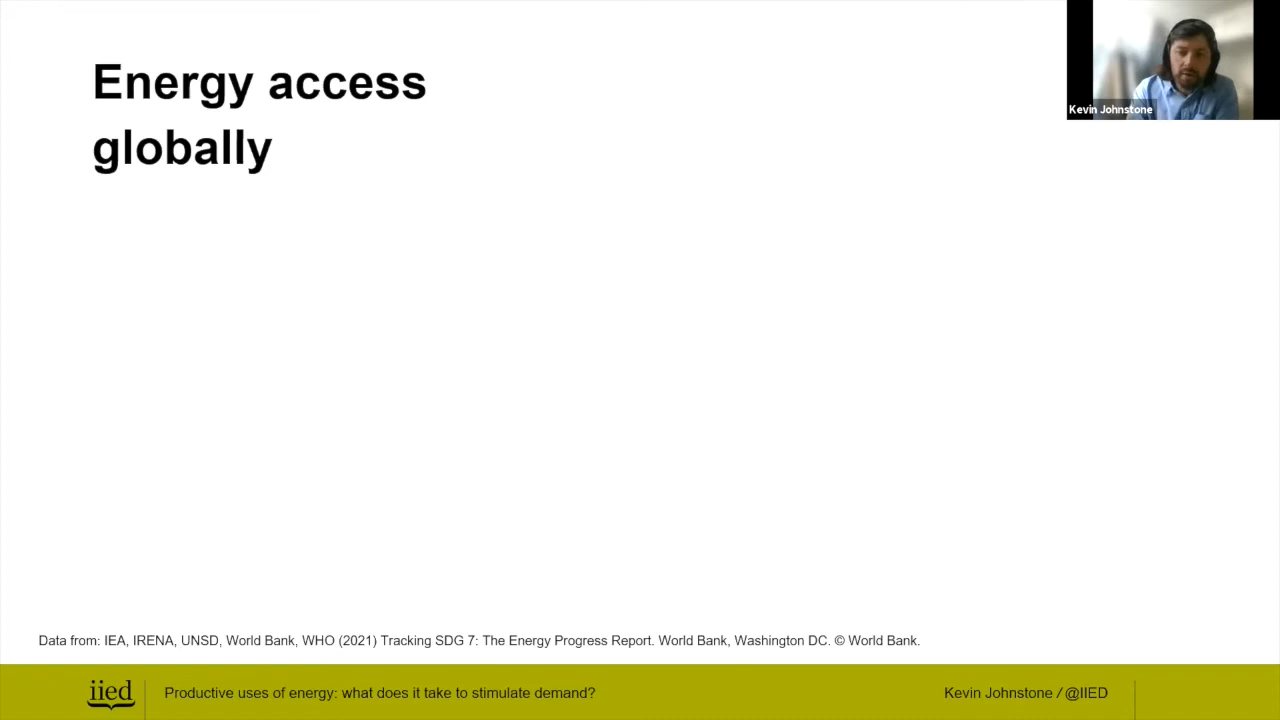 Energy access
globally
Kevin Johnstone
Data from: IEA, IRENA, UNSD, World Bank, WHO (2021) Tracking SDG 7: The Energy Progress Report. World Bank, Washington DC. © World Bank.
iied
Productive uses of energy: what does it take to stimulate demand?
Kevin Johnstone / @IIED